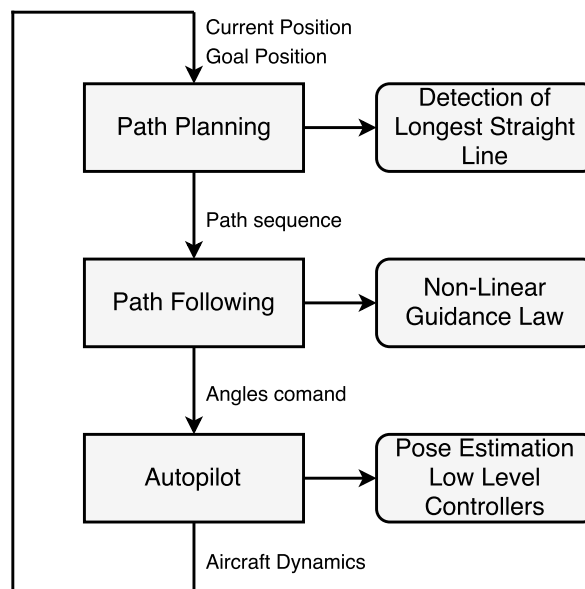 Current Position
Goal Position
Path Planning
Detection of
Longest Straight
Line
Path sequence
Path Following
Non-Linear
Guidance Law
Angles comand
Autopilot
Pose Estimation
Low Level
Controllers
Aircraft Dynamics